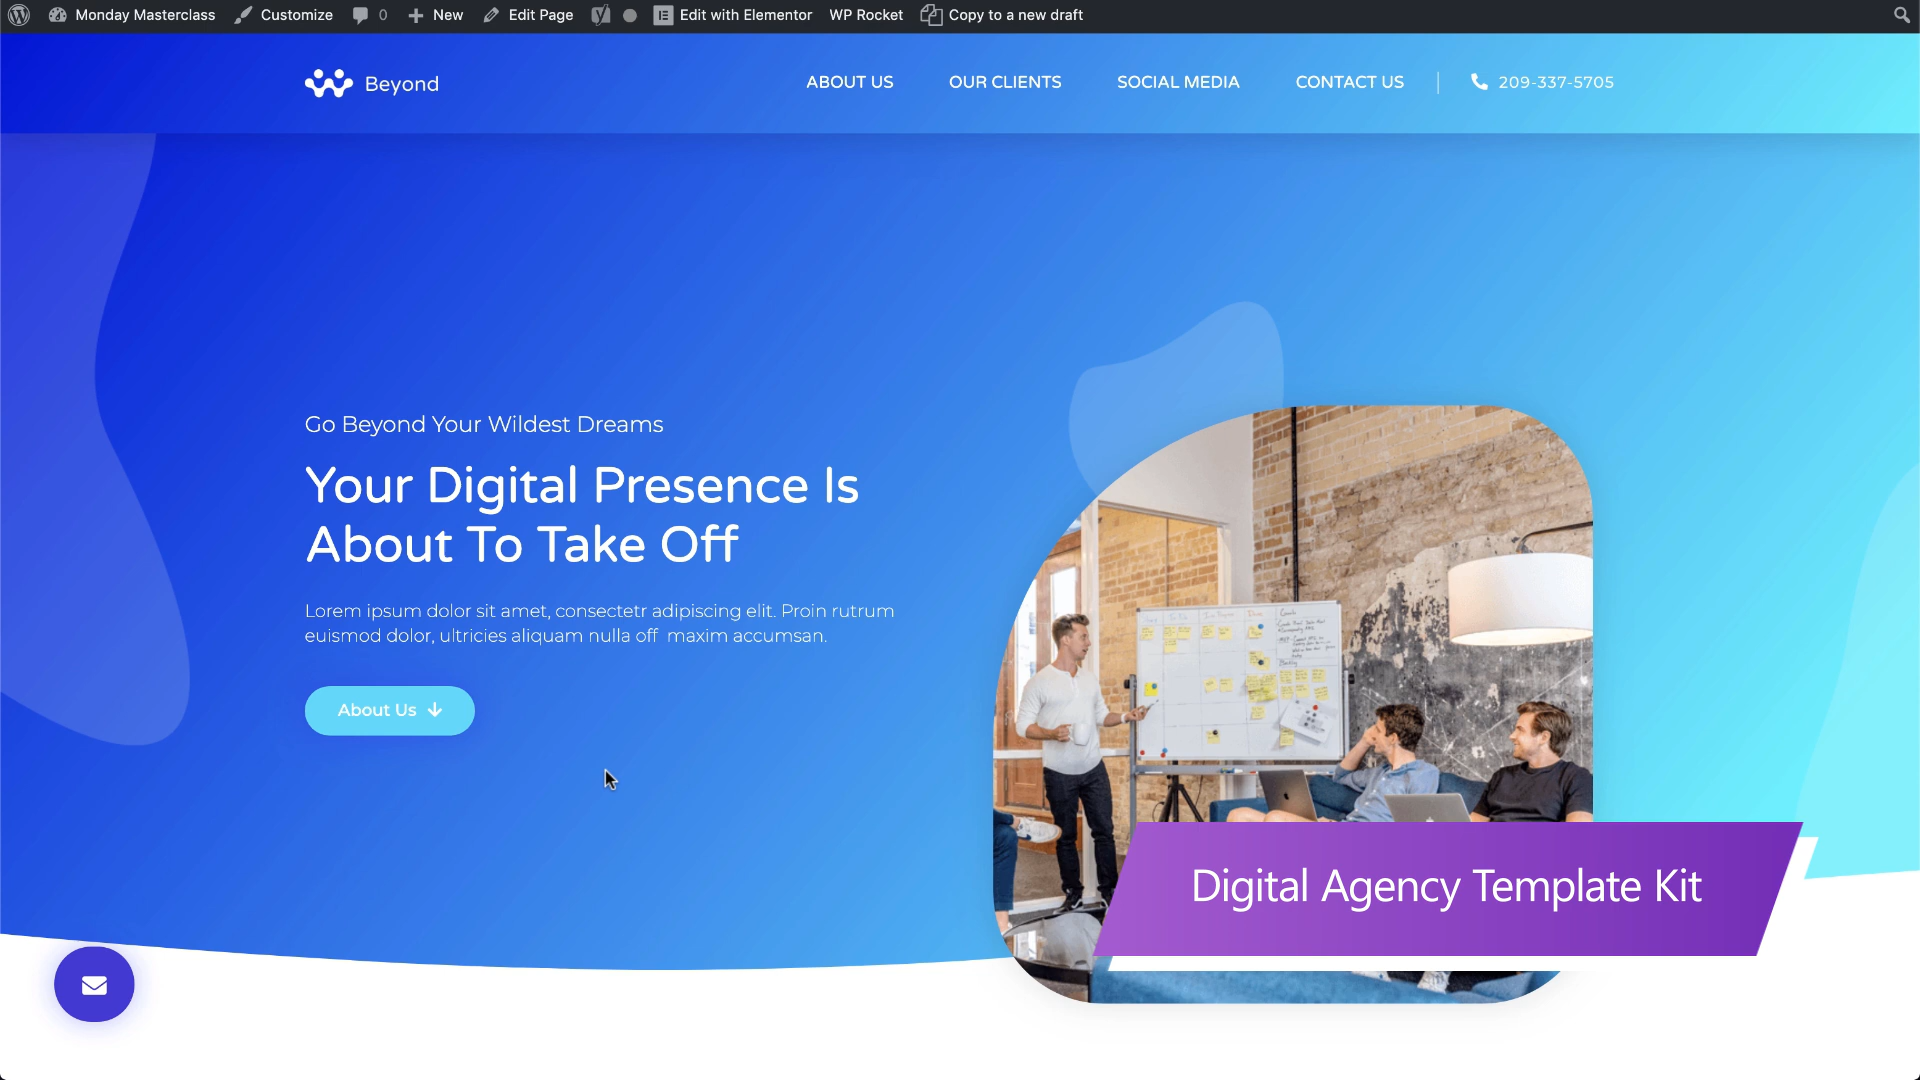 Monday Masterclass Customize 0 New Edit Page Edit with Elementor WP Rocket Copy to a new draft
Beyond
ABOUT US OUR CLIENTS SOCIAL MEDIA CONTACT US 209-337-5705
Go Beyond Your Wildest Dreams
Your Digital Presence Is
About To Take Off
Lorem ipsum dolor sit amet, consectetr adipiscing elit. Proin rutrum
euismod dolor, ultricies aliquam nulla off maxim accumsan.
About Us
Digital Agency Template Kit